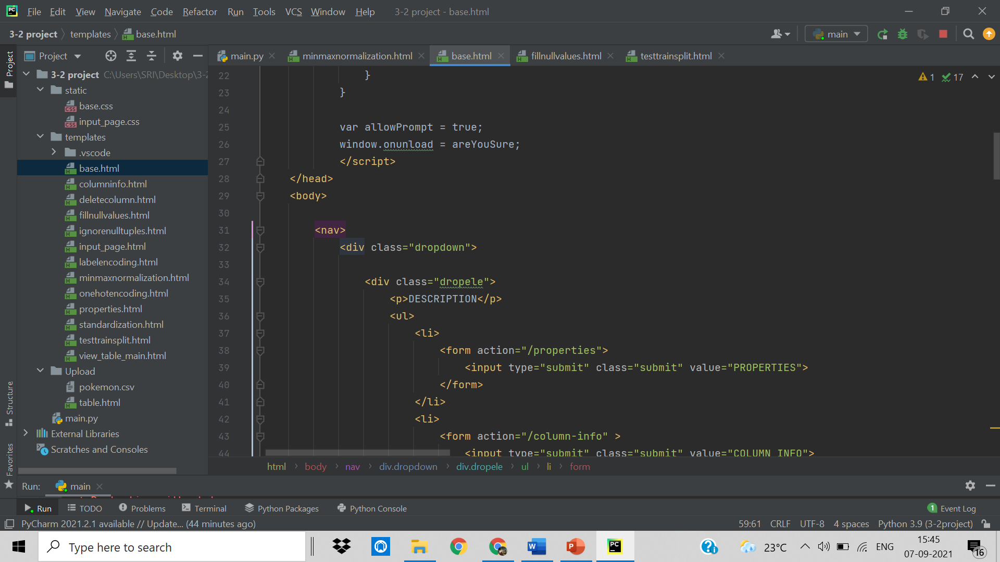 PC File Edit View Navigate Code Refactor Run Tools VCS Window Help 3-2 project - base.html
3-2 project templates base.html main
Project
Project
main.py minmaxnormalization.html base.html fillnullvalues.html testtrainsplit.html
3-2 project C:\Users\SRI\Desktop\3-2
static
base.css
input_page.css
templates
.vscode
base.html
columninfo.html
deletecolumn.html
fillnullvalues.html
ignorenulltuples.html
input_page.html
labelencoding.html
minmaxnormalization.html
onehotencoding.html
properties.html
standardization.html
testtrainsplit.html
view_table_main.html
Upload
pokemon.csv
table.html
main.py
External Libraries
Scratches and Consoles
Structure
Favorites
1 17
22 }
23 }
24
25 var allowPrompt = true;
26 window.onunload = areYouSure;
27 </script>
28 </head>
29 <body>
30
31 <nav>
32 <div class="dropdown">
33
34 <div class="dropele">
35 <p>DESCRIPTION</p>
36 <ul>
37 <li>
38 <form action="/properties">
39 <input type="submit" class="submit" value="PROPERTIES">
40 </form>
41 </li>
42 <li>
43 <form action="/column-info" >
44 <input type="submit" class="submit" value="COLUMN INFO">
html body nav div.dropdown div.dropele ul li form
Run: main
Run TODO Problems Terminal Python Packages Python Console 1 Event Log
PyCharm 2021.2.1 available // Update... (44 minutes ago) 59:61 CRLF UTF-8 4 spaces Python 3.9 (3-2project)
Type here to search
W P PC
23°C ENG
15:45
07-09-2021
16